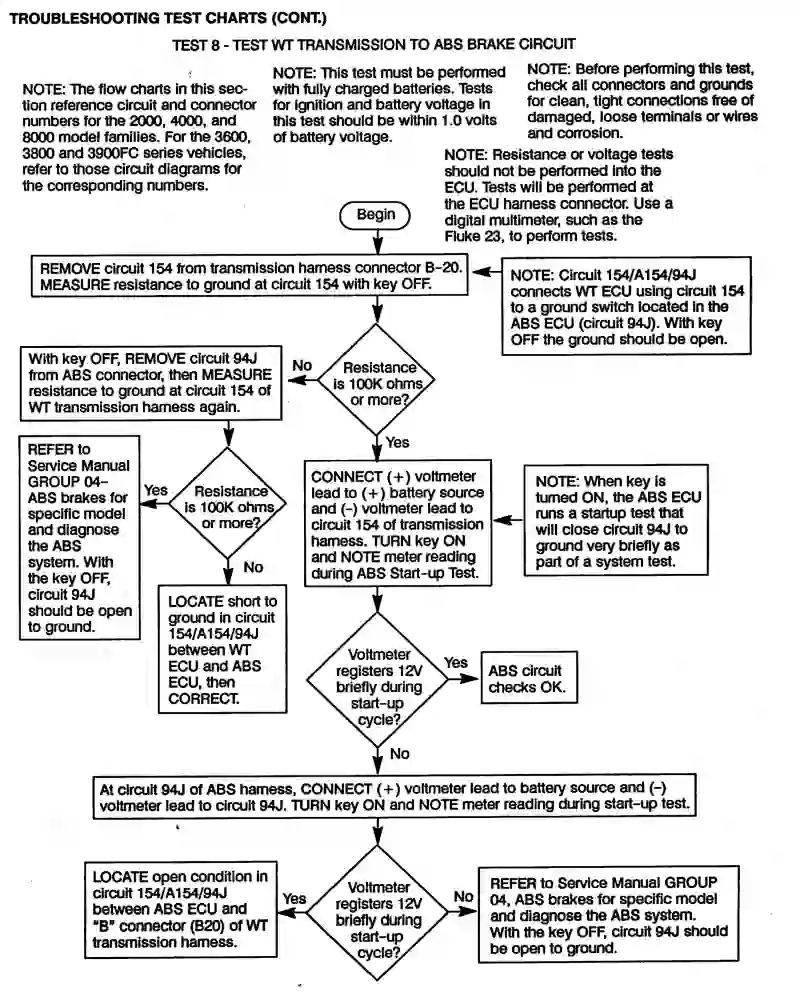 TROUBLESHOOTING TEST CHARTS (CONT.)
TEST 8 - TEST WT TRANSMISSION TO ABS BRAKE CIRCUIT
NOTE: The flow charts in this sec-
tion reference circuit and connector
numbers for the 2000, 4000, and
8000 model families. For the 3600,
3800 and 3900FC series vehicles,
refer to those circuit diagrams for
the corresponding numbers.
NOTE: This test must be performed
with fully charged batteries. Tests
for ignition and battery voltage in
this test should be within 1.0 volts
of battery voltage.
NOTE: Before performing this test,
check all connectors and grounds
for clean, tight connections free of
damaged, loose terminals or wires
and corrosion.
NOTE: Resistance or voltage tests
should not be performed into the
ECU. Tests will be performed at
the ECU harness connector. Use a
digital multimeter, such as the
Fluke 23, to perform tests.
Begin
REMOVE circuit 154 from transmission harness connector B-20.
MEASURE resistance to ground at circuit 154 with key OFF.
NOTE: Circuit 154/A154/94J
connects WT ECU using circuit 154
to a ground switch located in the
ABS ECU (circuit 94J). With key
OFF the ground should be open.
Resistance
is 100K ohms
or more?
No
With key OFF, REMOVE circuit 94J
from ABS connector, then MEASURE
resistance to ground at circuit 154 of
WT transmission harness again.
Yes
Resistance
is 100K ohms
or more?
Yes
REFER to
Service Manual
GROUP 04-
ABS brakes for
specific model
and diagnose
the ABS
system. With
the key OFF,
circuit 94J
should be open
to ground.
No
LOCATE short to
ground in circuit
154/A154/94J
between WT
ECU and ABS
ECU, then
CORRECT.
CONNECT (+) voltmeter
lead to (+) battery source
and (-) voltmeter lead to
circuit 154 of transmission
harness. TURN key ON
and NOTE meter reading
during ABS Start-up Test.
NOTE: When key is
turned ON, the ABS ECU
runs a startup test that
will close circuit 94J to
ground very briefly as
part of a system test.
Voltmeter
registers 12V
briefly during
start-up
cycle?
Yes
ABS circuit
checks OK.
No
At circuit 94J of ABS harness, CONNECT (+) voltmeter lead to battery source and (-)
voltmeter lead to circuit 94J. TURN key ON and NOTE meter reading during start-up test.
Voltmeter
registers 12V
briefly during
start-up
cycle?
Yes
LOCATE open condition in
circuit 154/A154/94J
between ABS ECU and
"B" connector (B20) of WT
transmission harness.
No
REFER to Service Manual GROUP
04, ABS brakes for specific model
and diagnose the ABS system.
With the key OFF, circuit 94J should
be open to ground.